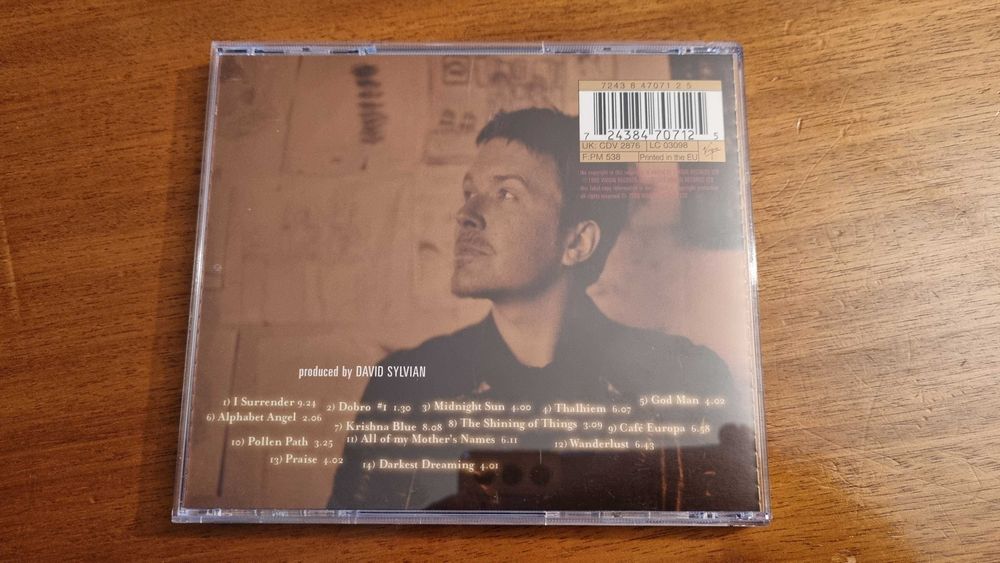 7243 8 47071 2 5
7 24384 70712 5
UK: CDV 2876 LC 03098
F:PM 538 Printed in the EU Virgin
produced by DAVID SYLVIAN
1) I Surrender 9.24 2) Dobro #1 1.30 3) Midnight Sun 4.00 4) Thalhiem 6.07 5) God Man 4.02
6) Alphabet Angel 2.06 7) Krishna Blue 8.08 8) The Shining of Things 3.09 9) Café Europa 6.58
10) Pollen Path 3.25 11) All of my Mother's Names 6.11 12) Wanderlust 6.43
13) Praise 4.02 14) Darkest Dreaming 4.01